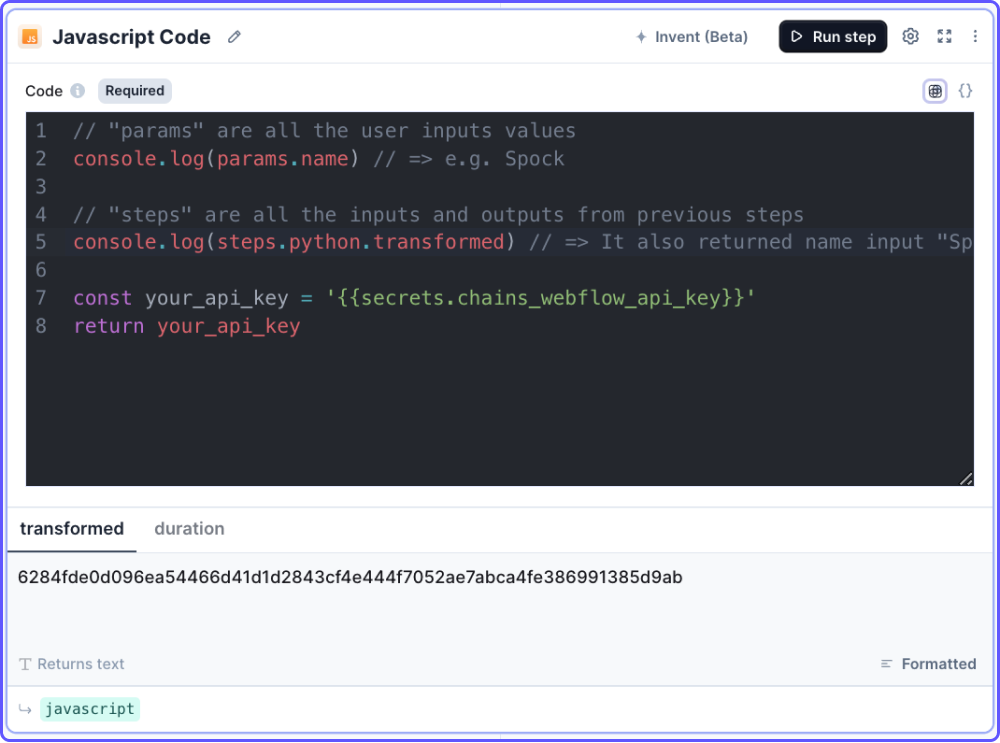 JS Javascript Code Invent (Beta) Run step
Code Required {}
1 // "params" are all the user inputs values
2 console.log(params.name) // => e.g. Spock
3
4 // "steps" are all the inputs and outputs from previous steps
5 console.log(steps.python.transformed) // => It also returned name input "Sp
6
7 const your_api_key = '{{secrets.chains_webflow_api_key}}'
8 return your_api_key
transformed duration
6284fde0d096ea54466d41d1d2843cf4e444f7052ae7abca4fe386991385d9ab
Returns text Formatted
javascript